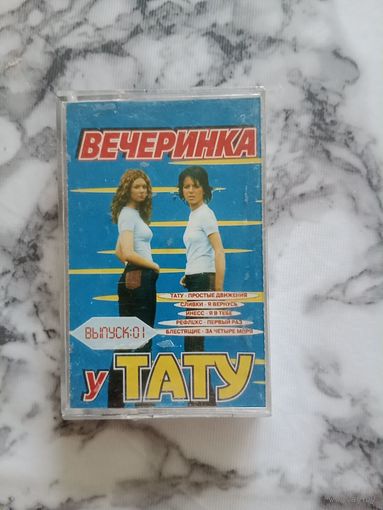 ВЕЧЕРИНКА
ТАТУ - ПРОСТЫЕ ДВИЖЕНИЯ
СЛИВКИ - Я ВЕРНУСЬ
ИНЕСС - Я В ТЕБЕ
РЕФЛЕКС - ПЕРВЫЙ РАЗ
БЛЕСТЯЩИЕ - ЗА ЧЕТЫРЕ МОРЯ
ВЫПУСК:01
У ТАТУ